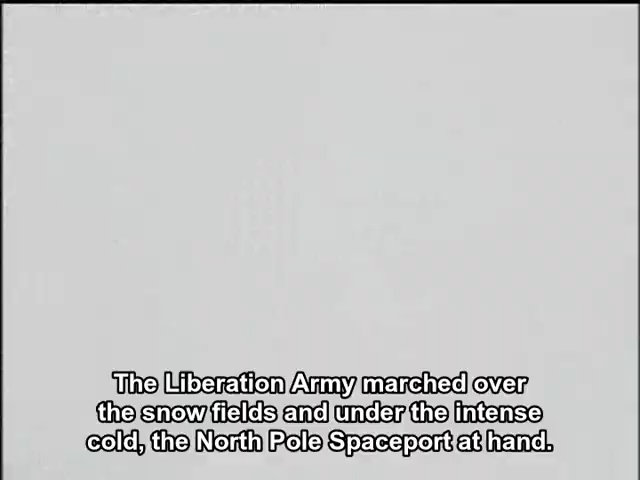 The Liberation Army marched over
the snow fields and under the intense
cold, the North Pole Spaceport at hand.